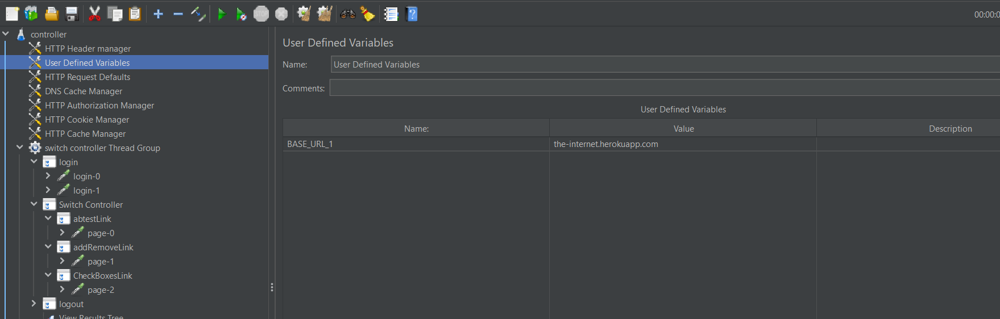 STOP
00:00:0
controller
HTTP Header manager
User Defined Variables
HTTP Request Defaults
DNS Cache Manager
HTTP Authorization Manager
HTTP Cookie Manager
HTTP Cache Manager
switch controller Thread Group
login
login-0
login-1
Switch Controller
abtestLink
page-0
addRemoveLink
page-1
CheckBoxesLink
page-2
logout
View Results Tree
User Defined Variables
Name: User Defined Variables
Comments:
User Defined Variables
Name: Value Description
BASE_URL_1 the-internet.herokuapp.com